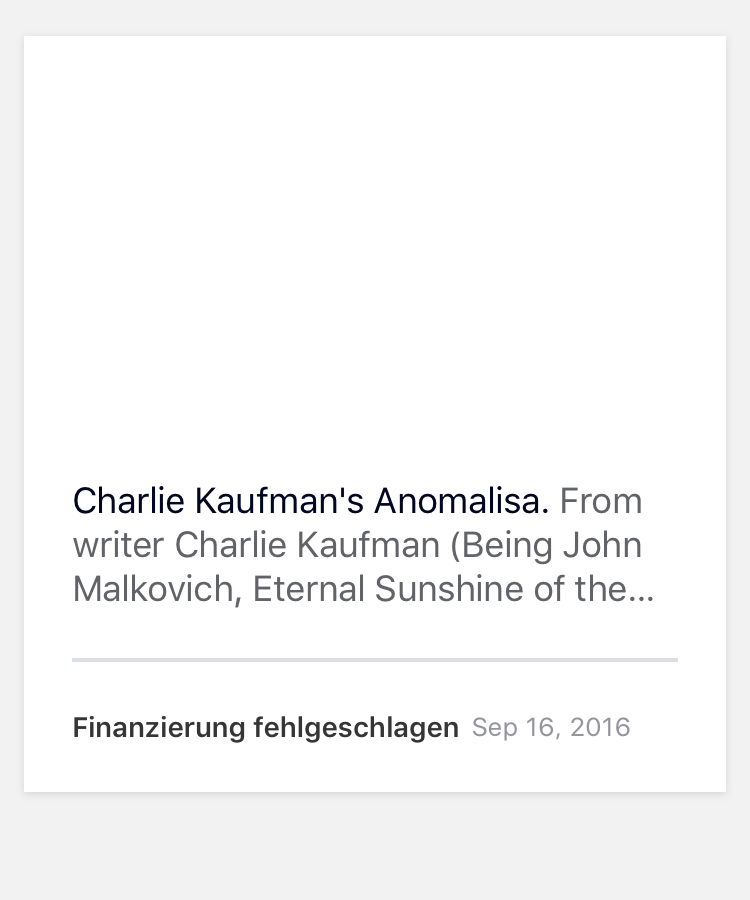 Charlie Kaufman's Anomalisa. From
writer Charlie Kaufman (Being John
Malkovich, Eternal Sunshine of the...
Finanzierung fehlgeschlagen Sep 16, 2016